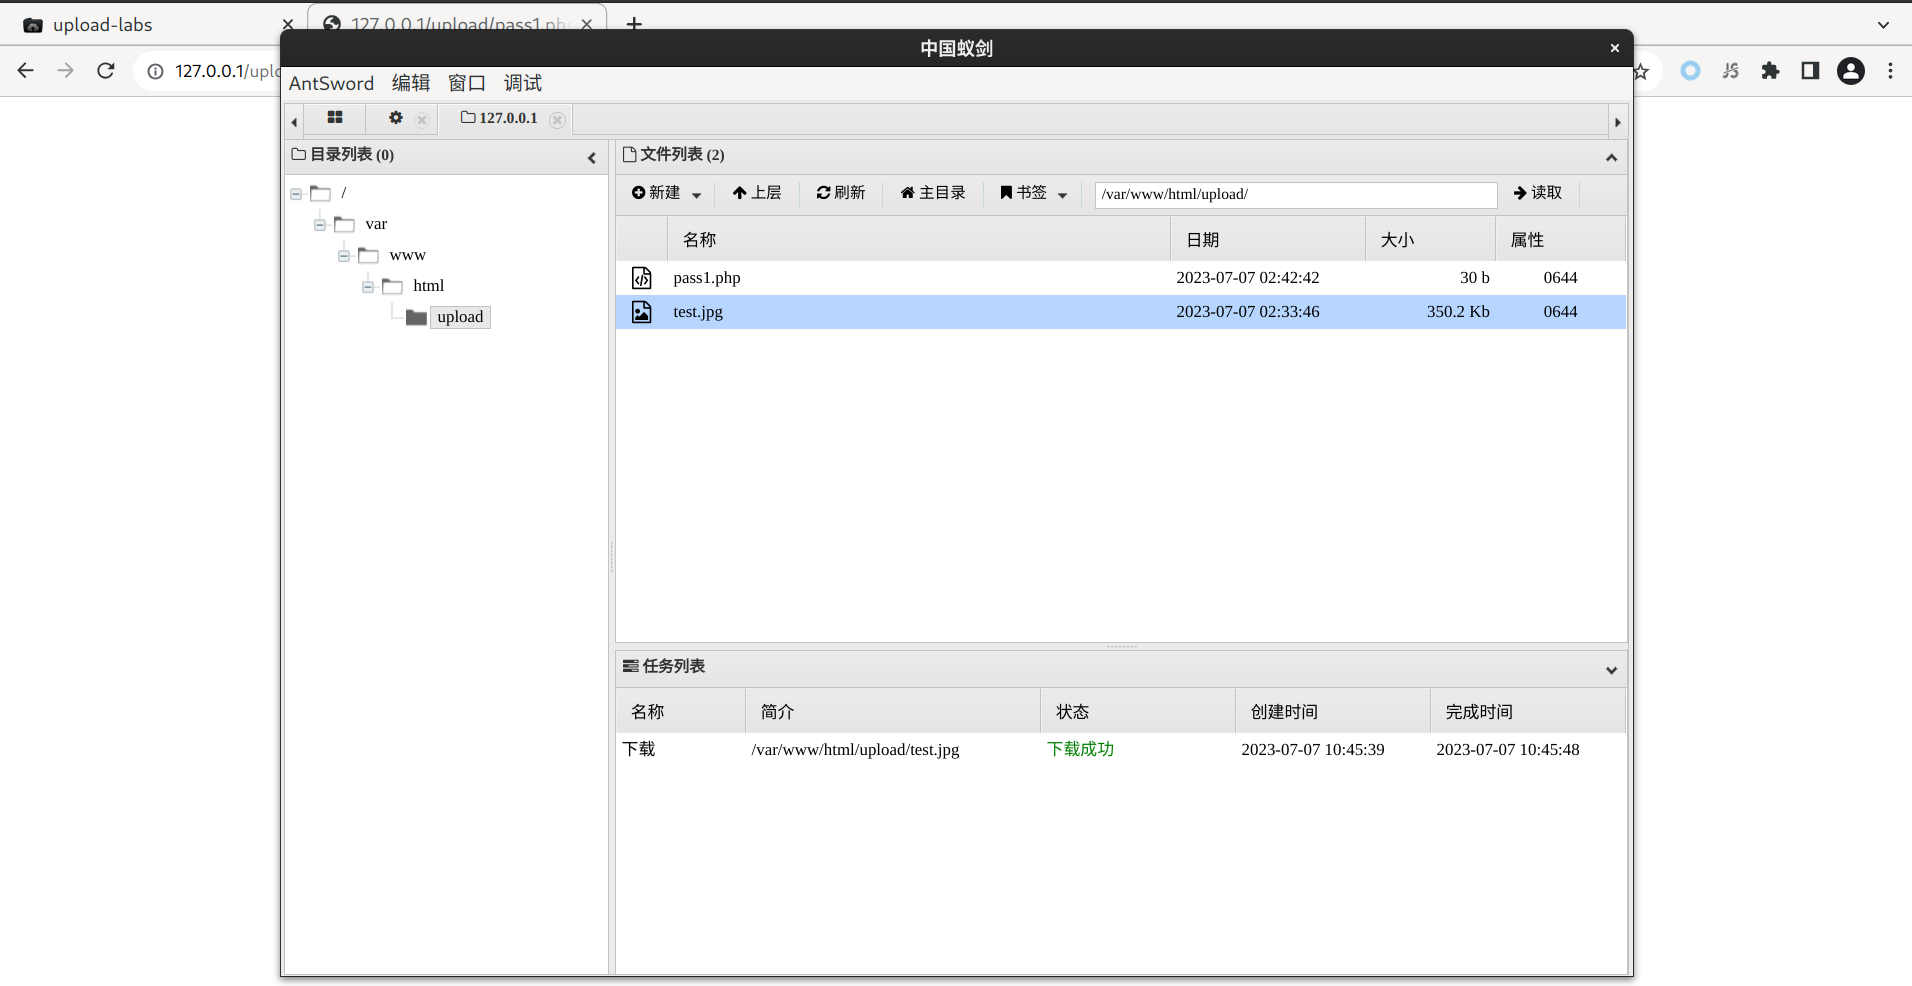 upload-labs
127.0.0.1/upload/pass1.ph
中国蚁剑
127.0.0.1/uplo
AntSword 编辑 窗口 调试
127.0.0.1
目录列表 (0)
文件列表 (2)
新建 上层 刷新 主目录 书签 /var/www/html/upload/ 读取
/
var
www
html
upload
名称 日期 大小 属性
pass1.php 2023-07-07 02:42:42 30 b 0644
test.jpg 2023-07-07 02:33:46 350.2 Kb 0644
任务列表
名称 简介 状态 创建时间 完成时间
下载 /var/www/html/upload/test.jpg 下载成功 2023-07-07 10:45:39 2023-07-07 10:45:48